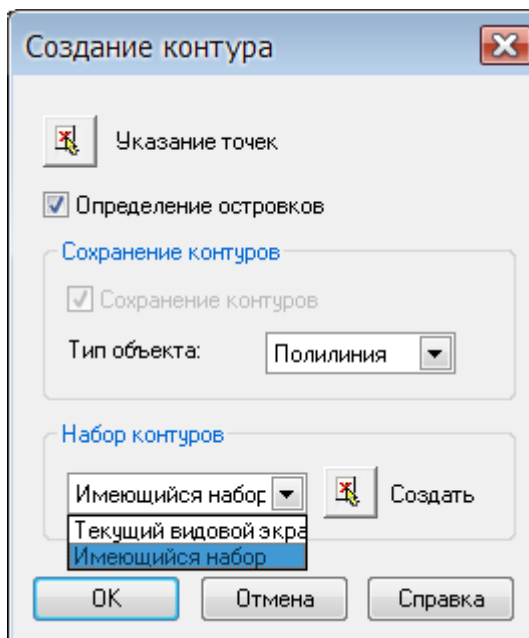 Создание контура
Указание точек
Определение островков
Сохранение контуров
Сохранение контуров
Тип объекта: Полилиния
Набор контуров
Имеющийся набор Создать
Текущий видовой экра
Имеющийся набор
ОК Отмена Справка